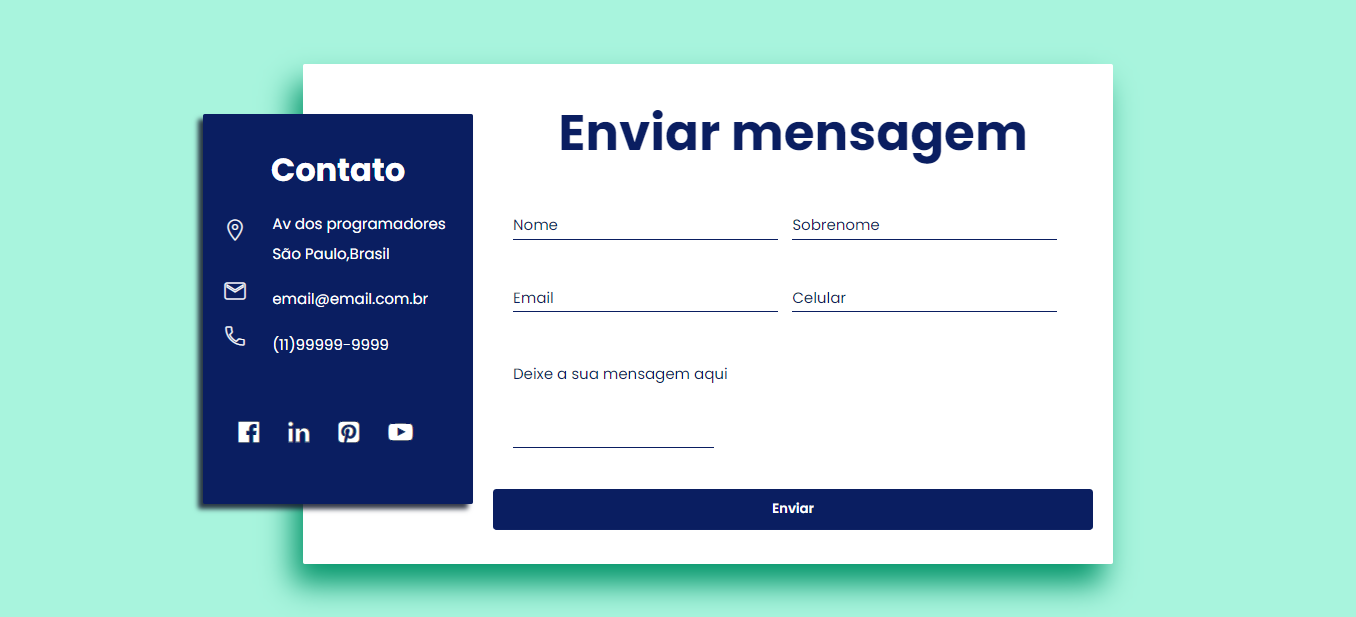 Enviar mensagem
Contato
Av dos programadores
São Paulo,Brasil
email@email.com.br
(11)99999-9999
Nome
Sobrenome
Email
Celular
Deixe a sua mensagem aqui
Enviar